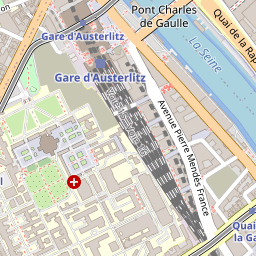 Pont Charles
de Gaulle
Gare d'Austerlitz
Gare d'Austerlitz
La Seine
Quai de la Rap
Avenue Pierre Mendès France
Quai
la Ga